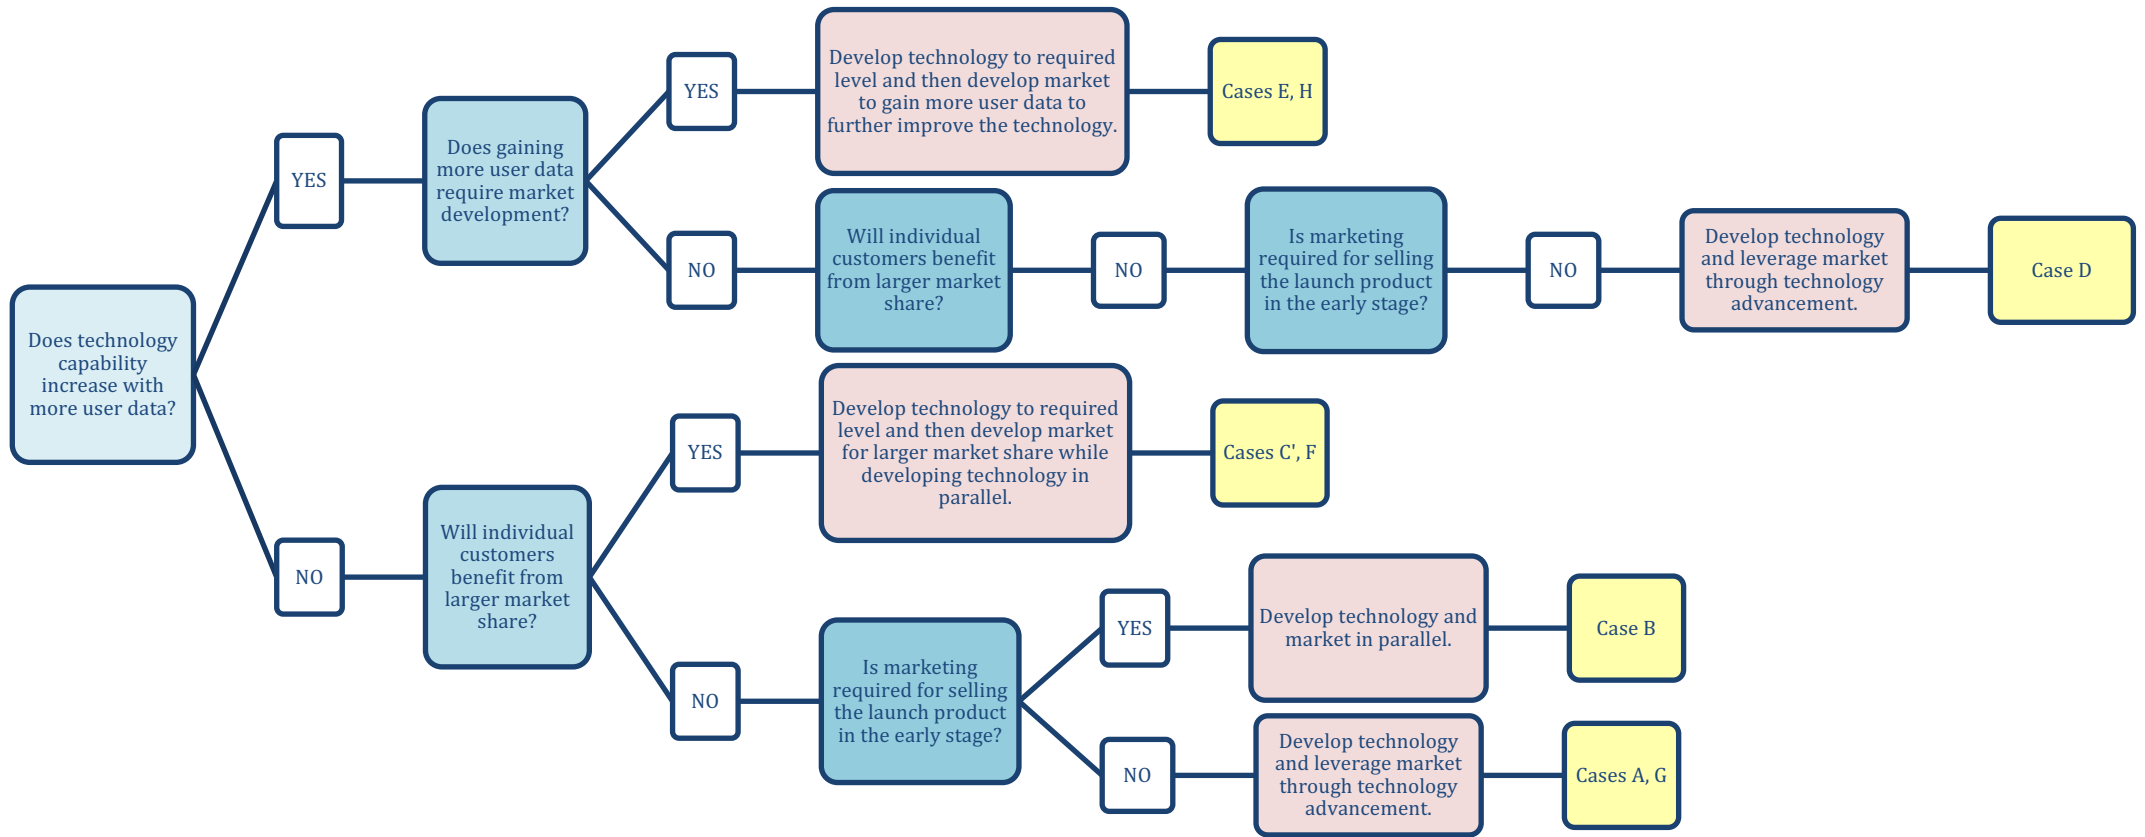 Does technology
capability
increase with
more user data?
YES
Does gaining
more user data
require market
development?
YES
Develop technology to required
level and then develop market
to gain more user data to
further improve the technology.
Cases E, H
NO
Will individual
customers benefit
from larger market
share?
NO
Is marketing
required for selling
the launch product
in the early stage?
NO
Develop technology
and leverage market
through technology
advancement.
Case D
NO
Will individual
customers
benefit from
larger market
share?
YES
Develop technology to required
level and then develop market
for larger market share while
developing technology in
parallel.
Cases C', F
NO
Is marketing
required for selling
the launch product
in the early stage?
YES
Develop technology and
market in parallel.
Case B
NO
Develop technology
and leverage market
through technology
advancement.
Cases A, G